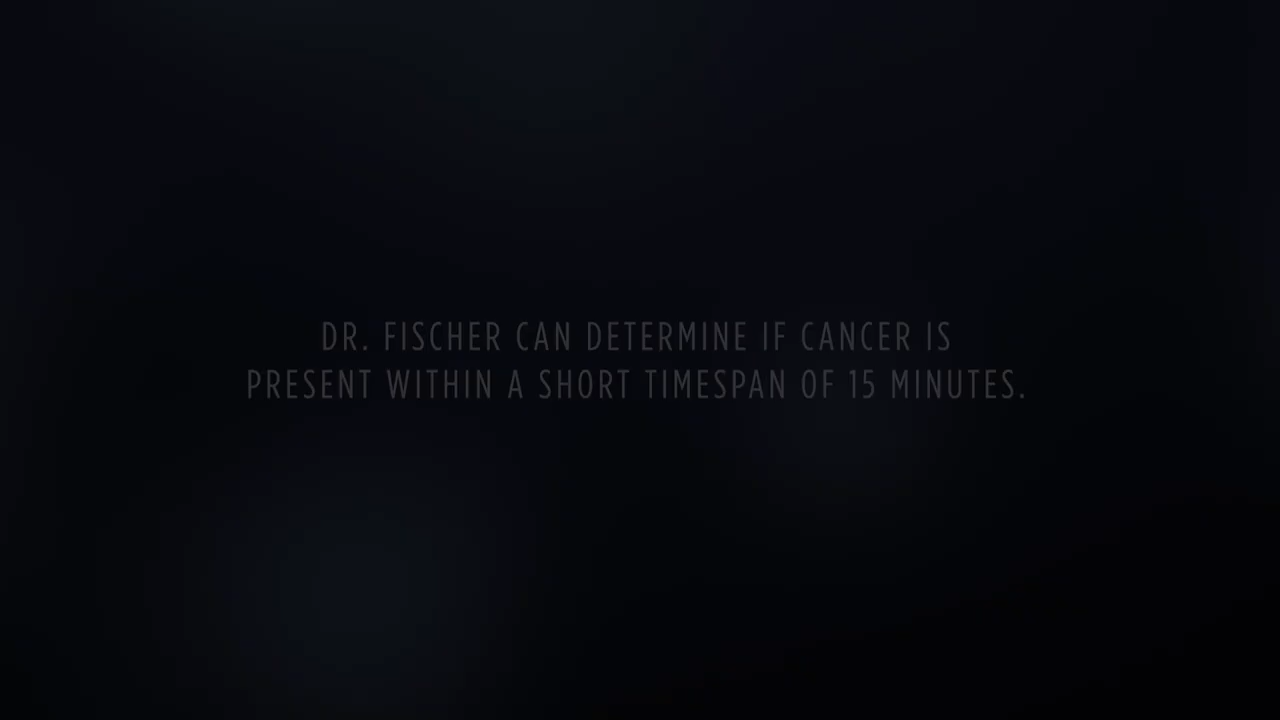 DR. FISCHER CAN DETERMINE IF CANCER IS
PRESENT WITHIN A SHORT TIMESPAN OF 15 MINUTES.